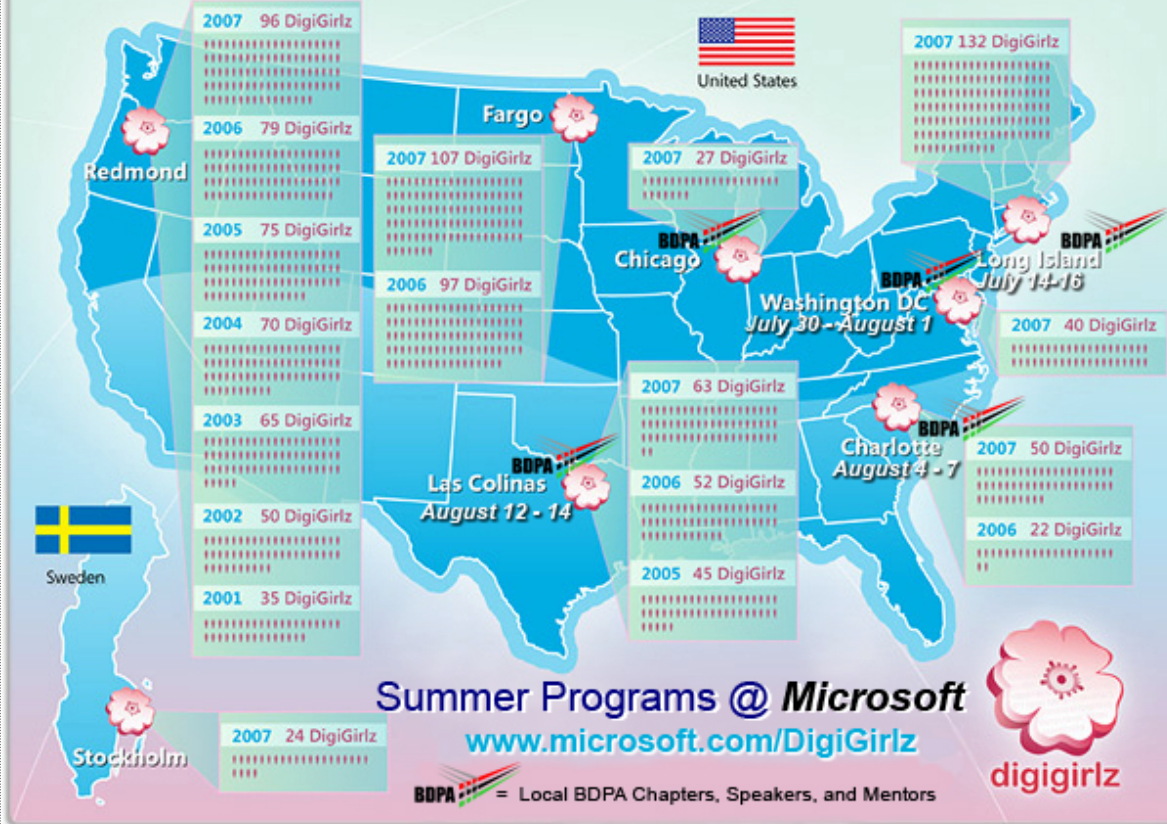 2007 96 DigiGirlz
2006 79 DigiGirlz
2005 75 DigiGirlz
2004 70 DigiGirlz
2003 65 DigiGirlz
2002 50 DigiGirlz
2001 35 DigiGirlz
Redmond
United States
Fargo
2007 107 DigiGirlz
2006 97 DigiGirlz
2007 27 DigiGirlz
BDPA
Chicago
2007 132 DigiGirlz
BDPA
Long Island
July 14-16
BDPA
Washington DC
July 30 - August 1
2007 40 DigiGirlz
BDPA
Las Colinas
August 12 - 14
2007 63 DigiGirlz
2006 52 DigiGirlz
2005 45 DigiGirlz
BDPA
Charlotte
August 4 - 7
2007 50 DigiGirlz
2006 22 DigiGirlz
Sweden
Stockholm
2007 24 DigiGirlz
Summer Programs @ Microsoft
www.microsoft.com/DigiGirlz
BDPA = Local BDPA Chapters, Speakers, and Mentors
digigirlz